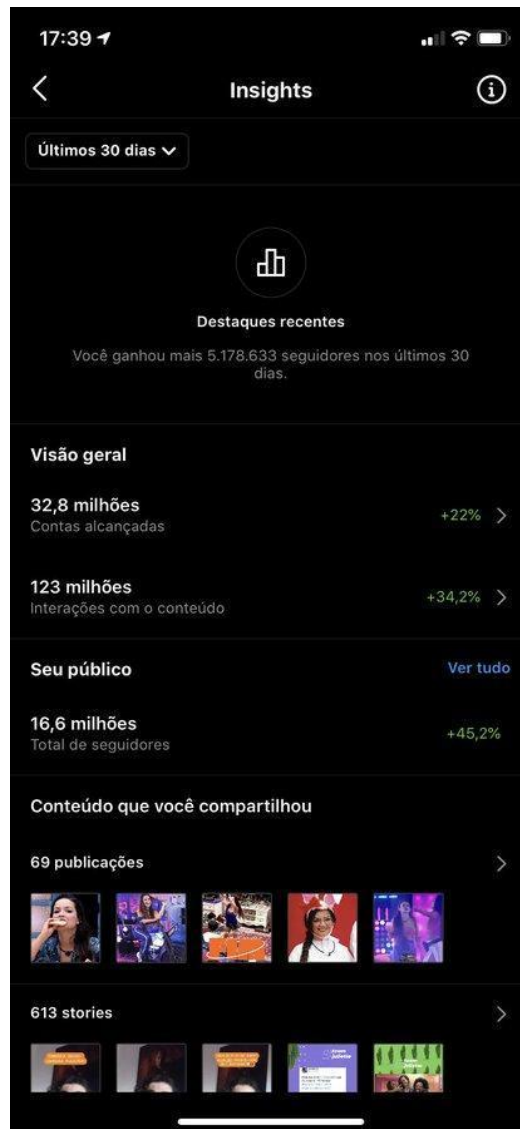 17:39
Insights
Últimos 30 dias
Destaques recentes
Você ganhou mais 5.178.633 seguidores nos últimos 30
dias.
Visão geral
32,8 milhões
Contas alcançadas
+22%
123 milhões
Interações com o conteúdo
+34,2%
Seu público
Ver tudo
16,6 milhões
Total de seguidores
+45,2%
Conteúdo que você compartilhou
69 publicações
613 stories